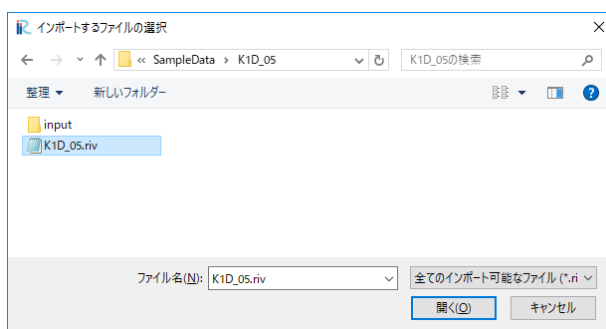 iRC インポートするファイルの選択
« SampleData › K1D_05
K1D_05の検索
整理 新しいフォルダー
input
K1D_05.riv
ファイル名(N): K1D_05.riv
全てのインポート可能なファイル (*.ri
開く(O) キャンセル